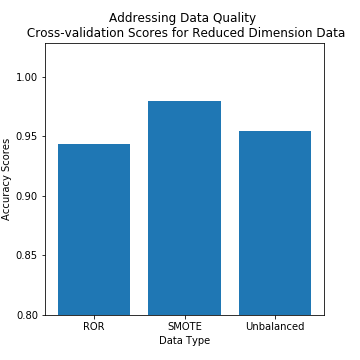 Addressing Data Quality
Cross-validation Scores for Reduced Dimension Data
1.00
0.95
0.90
0.85
0.80
Accuracy Scores
ROR SMOTE Unbalanced
Data Type